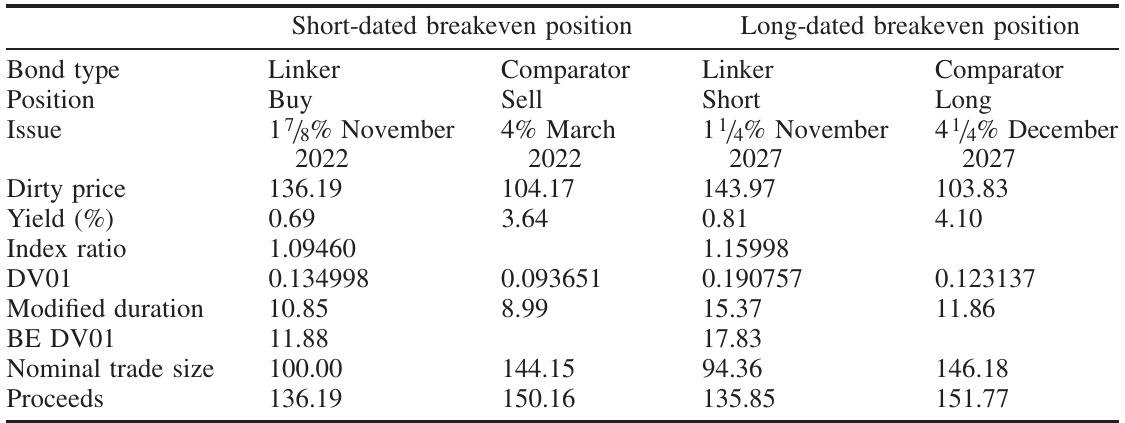 Short-dated breakeven position Long-dated breakeven position
Bond type Linker Comparator Linker Comparator
Position Buy Sell Short Long
Issue 1 7/8% November 4% March 1 1/4% November 4 1/4% December
2022 2022 2027 2027
Dirty price 136.19 104.17 143.97 103.83
Yield (%) 0.69 3.64 0.81 4.10
Index ratio 1.09460 1.15998
DV01 0.134998 0.093651 0.190757 0.123137
Modified duration 10.85 8.99 15.37 11.86
BE DV01 11.88 17.83
Nominal trade size 100.00 144.15 94.36 146.18
Proceeds 136.19 150.16 135.85 151.77